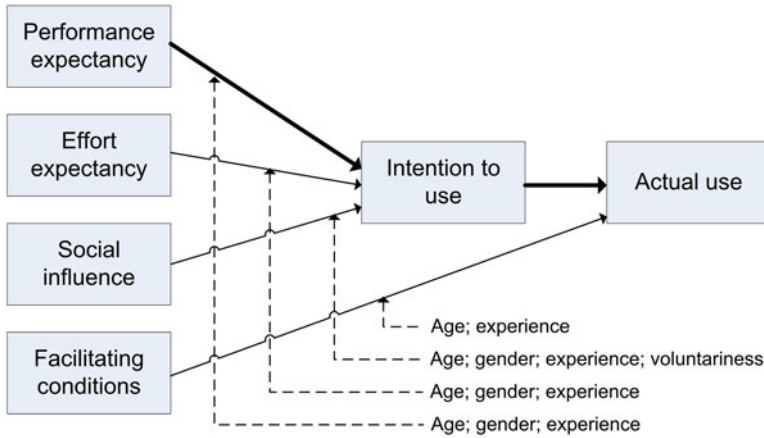 Performance
expectancy
Effort
expectancy
Social
influence
Facilitating
conditions
Intention to
use
Actual use
Age; experience
Age; gender; experience; voluntariness
Age; gender; experience
Age; gender; experience